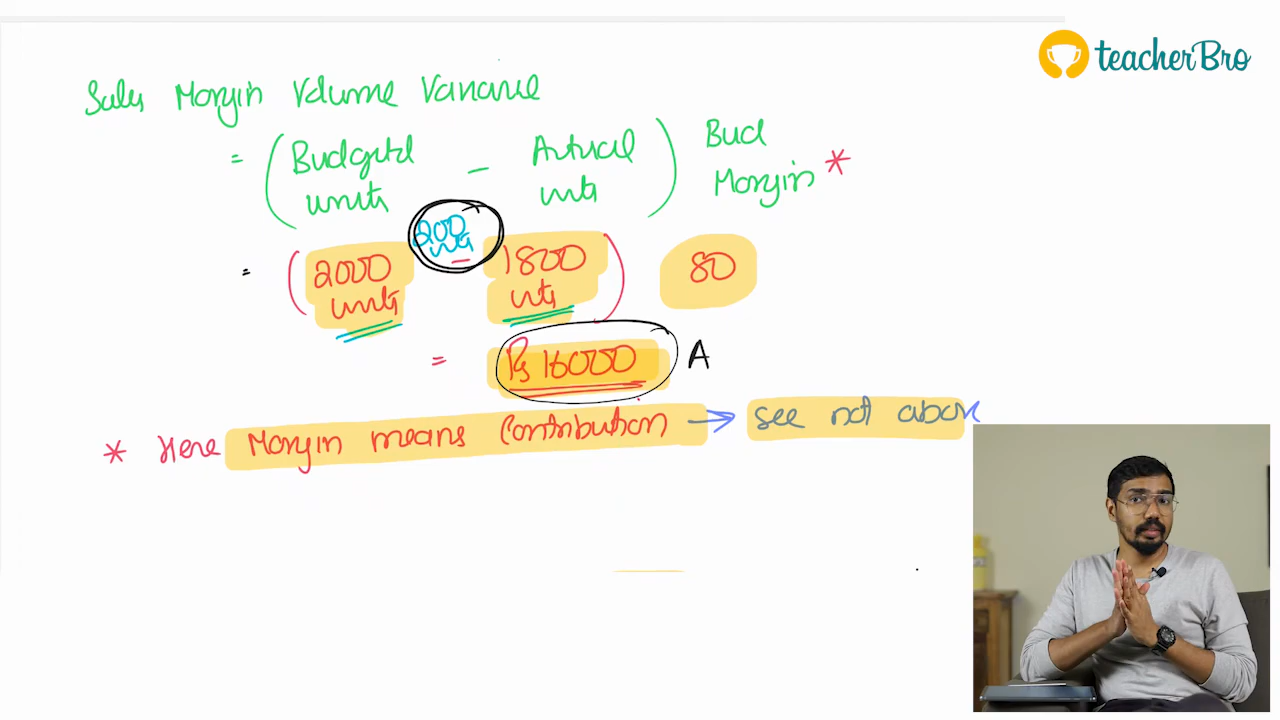 teacherBro
Sales Margin Volume Variance
= ( Budgeted units - Actual units ) Bud Margin *
200 units
= ( 2000 units 1800 units ) 80
= Rs 16000 A
* Here Margin means Contribution → see not above